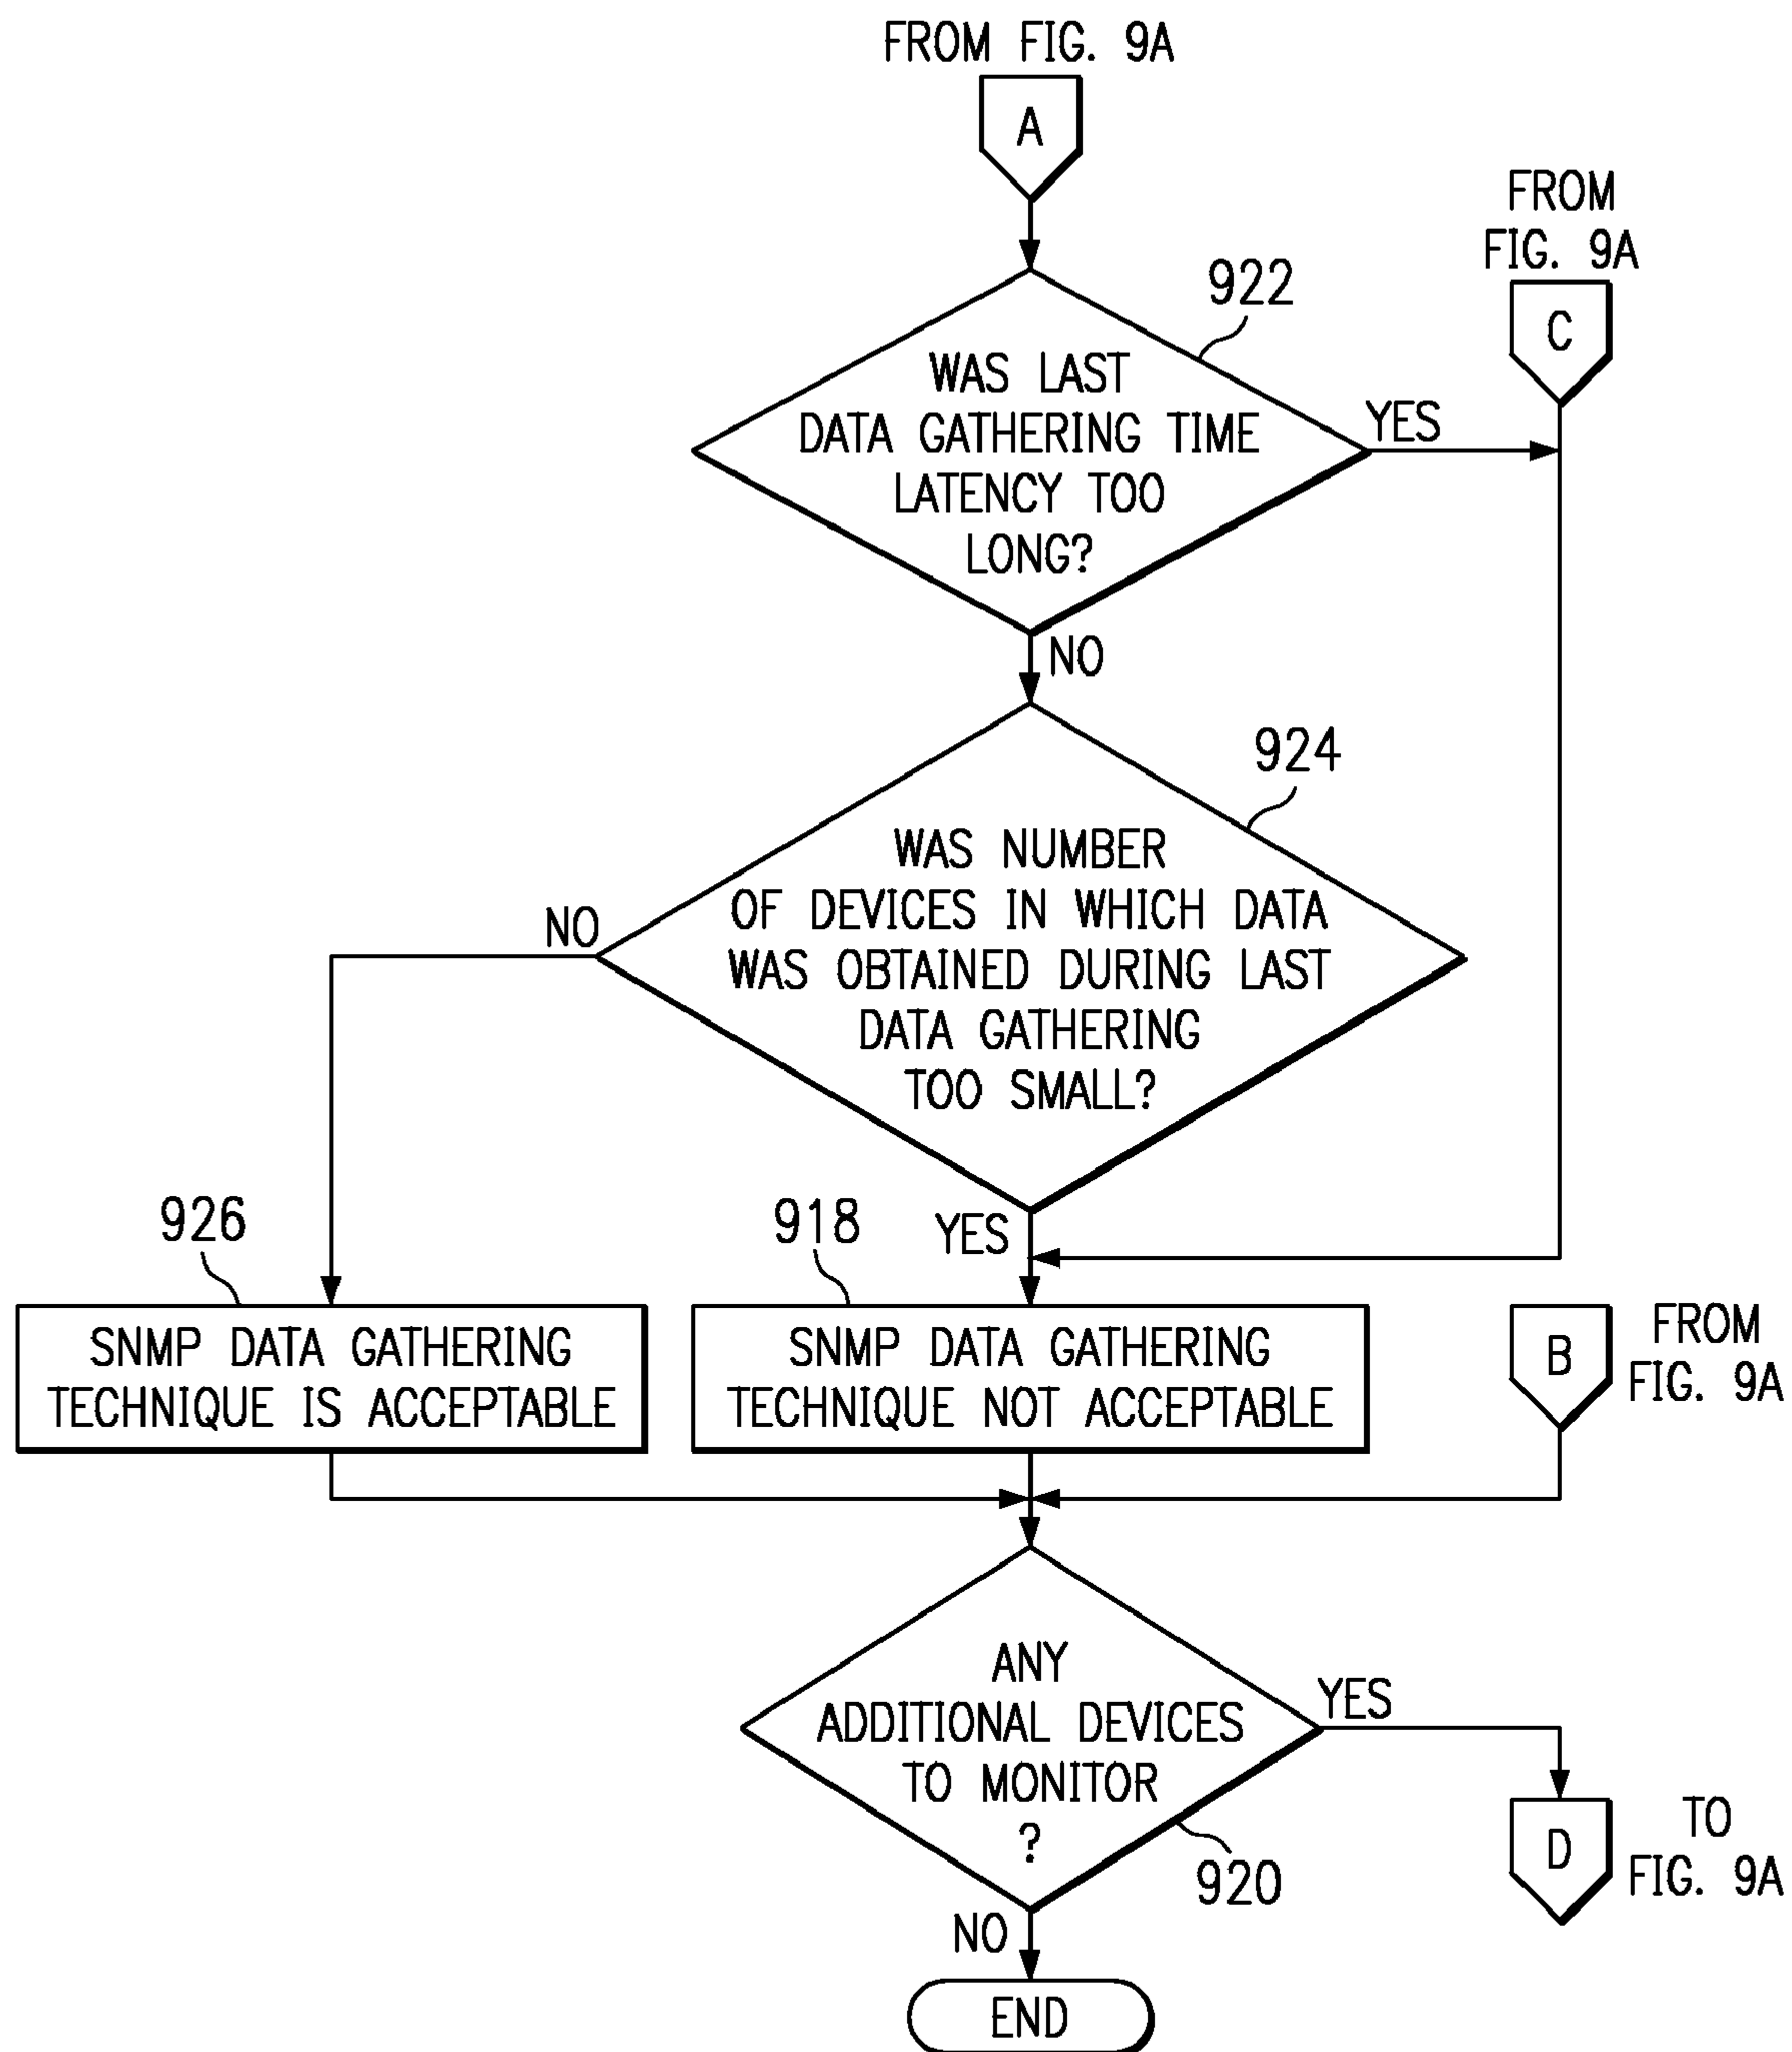 FROM FIG. 9A
A
FROM
FIG. 9A
C
922
WAS LAST
DATA GATHERING TIME
LATENCY TOO
LONG?
YES
NO
924
WAS NUMBER
OF DEVICES IN WHICH DATA
WAS OBTAINED DURING LAST
DATA GATHERING
TOO SMALL?
NO
YES
926
SNMP DATA GATHERING
TECHNIQUE IS ACCEPTABLE
918
SNMP DATA GATHERING
TECHNIQUE NOT ACCEPTABLE
B
FROM
FIG. 9A
ANY
ADDITIONAL DEVICES
TO MONITOR
?
920
YES
D
TO
FIG. 9A
NO
END